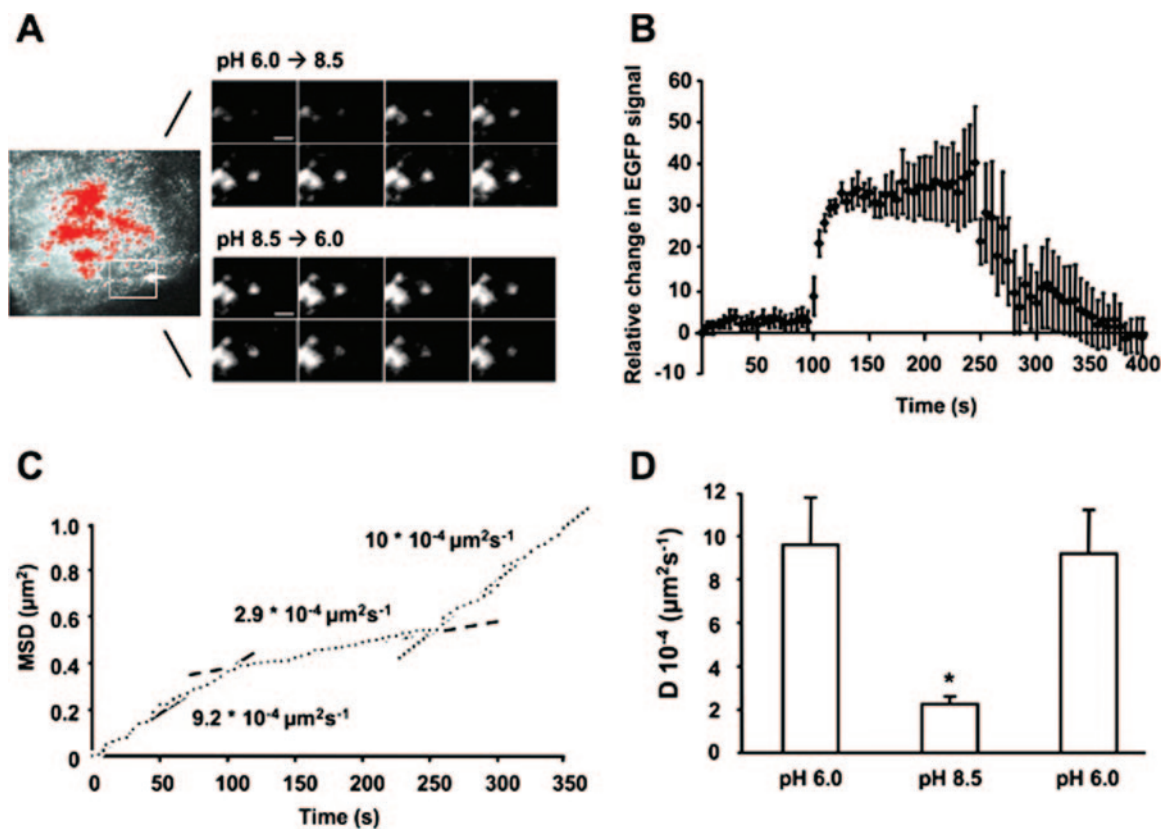 A
pH 6.0 → 8.5
pH 8.5 → 6.0
B
Relative change in EGFP signal
60
50
40
30
20
10
0
-10
50 100 150 200 250 300 350 400
Time (s)
C
MSD (µm²)
1.0
0.8
0.6
0.4
0.2
0
10 * 10⁻⁴ µm²s⁻¹
2.9 * 10⁻⁴ µm²s⁻¹
9.2 * 10⁻⁴ µm²s⁻¹
0 50 100 150 200 250 300 350
Time (s)
D
D 10⁻⁴ (µm²s⁻¹)
12
10
8
6
4
2
0
*
pH 6.0 pH 8.5 pH 6.0